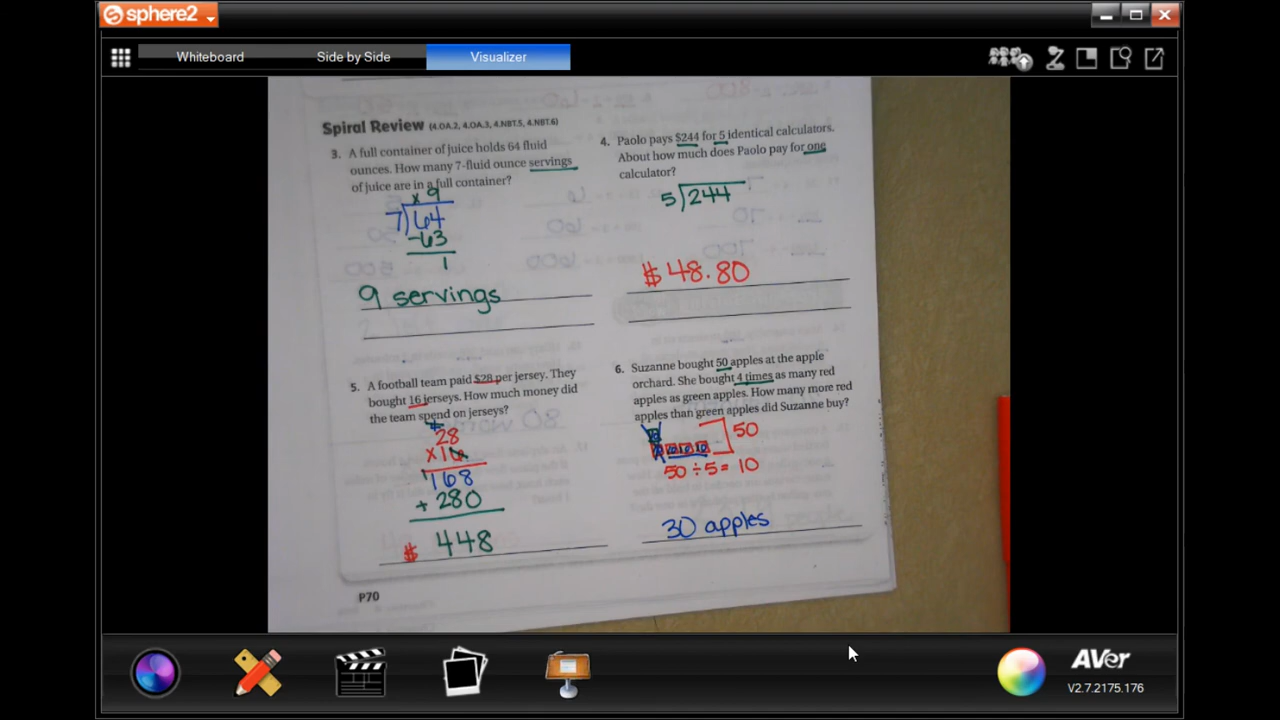 sphere2
Whiteboard
Side by Side
Visualizer
Spiral Review (4.OA.2, 4.OA.3, 4.NBT.5, 4.NBT.6)
3. A full container of juice holds 64 fluid
ounces. How many 7-fluid ounce servings
of juice are in a full container?
x 9
7)64
-63
1
9 servings
4. Paolo pays $244 for 5 identical calculators.
About how much does Paolo pay for one
calculator?
5)244
$48.80
5. A football team paid $28 per jersey. They
bought 16 jerseys. How much money did
the team spend on jerseys?
4
28
x16
168
+280
$ 448
6. Suzanne bought 50 apples at the apple
orchard. She bought 4 times as many red
apples as green apples. How many more red
apples than green apples did Suzanne buy?
50
50 ÷ 5 = 10
30 apples
P70
AVer
V2.7.2175.176